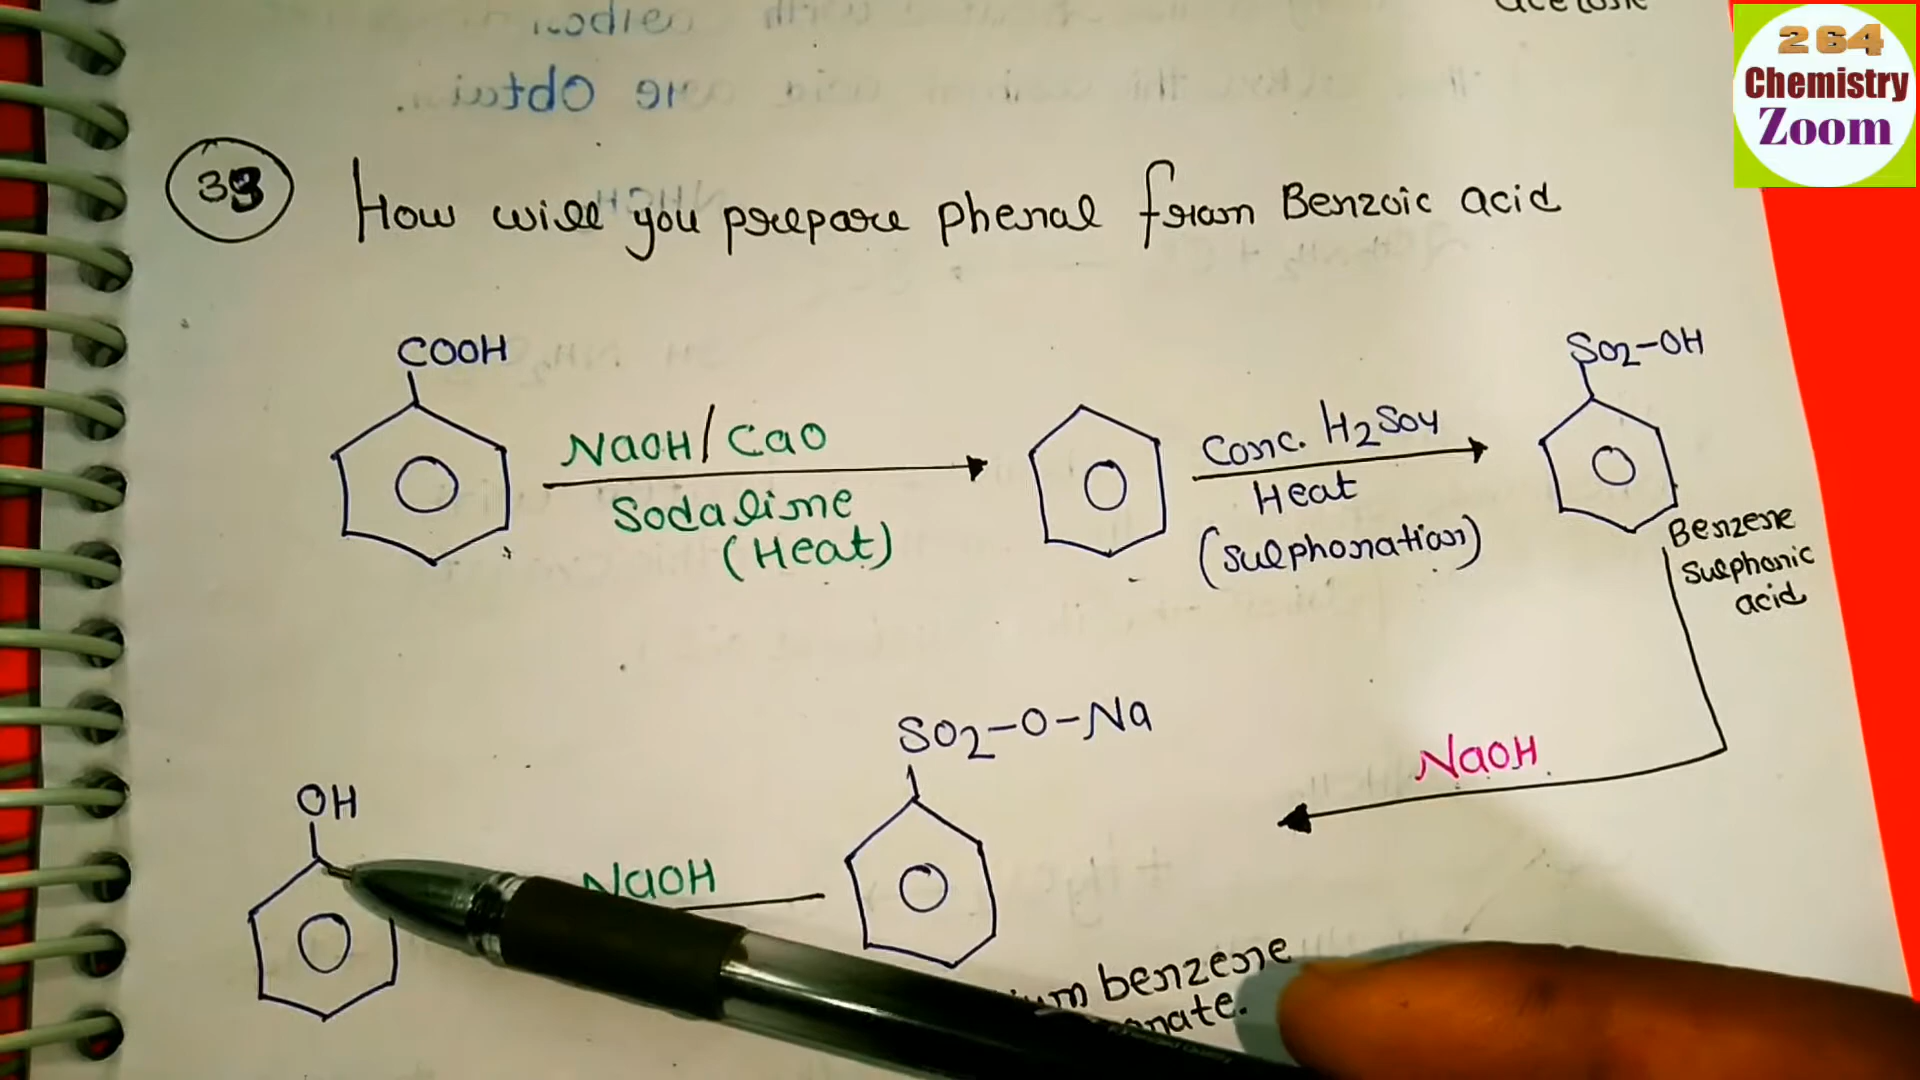 264
Chemistry
Zoom
33 How will you prepare phenol from Benzoic acid
COOH
NaOH/CaO
Sodalime
(Heat)
Conc. H2SO4
Heat
(Sulphonation)
SO2-OH
Benzene
Sulphonic
acid
NaOH
SO2-O-Na
benzene
NaOH
OH